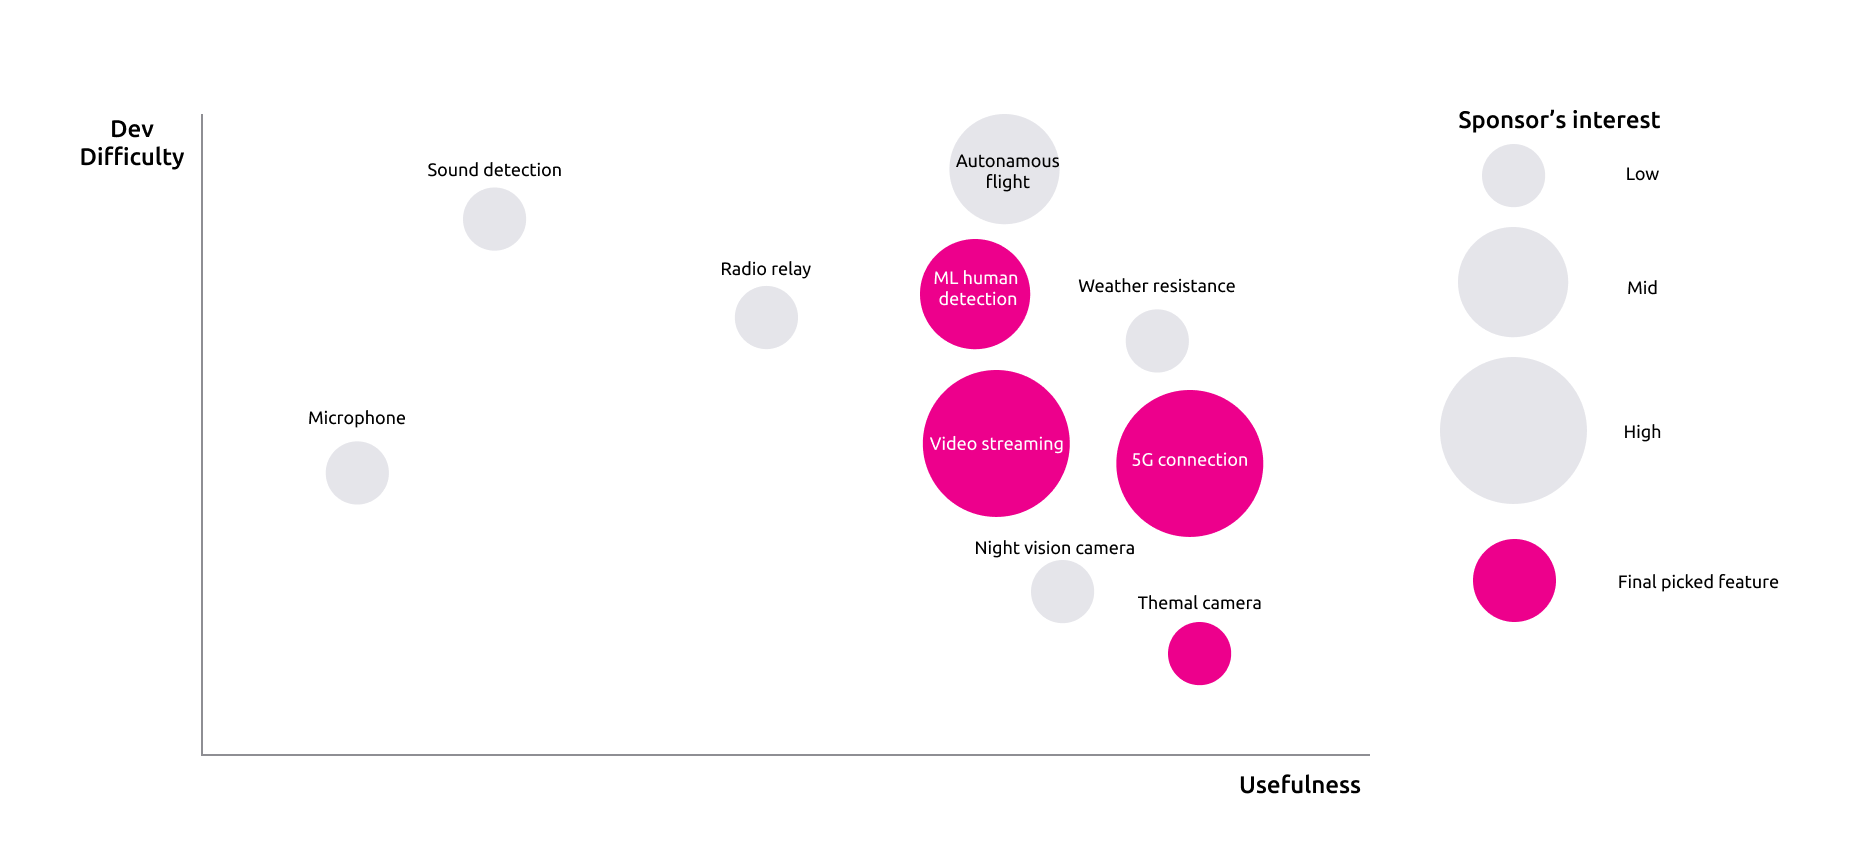 Dev
Difficulty
Sound detection
Autonamous
flight
Radio relay
ML human
detection
Weather resistance
Microphone
Video streaming
5G connection
Night vision camera
Themal camera
Usefulness
Sponsor’s interest
Low
Mid
High
Final picked feature